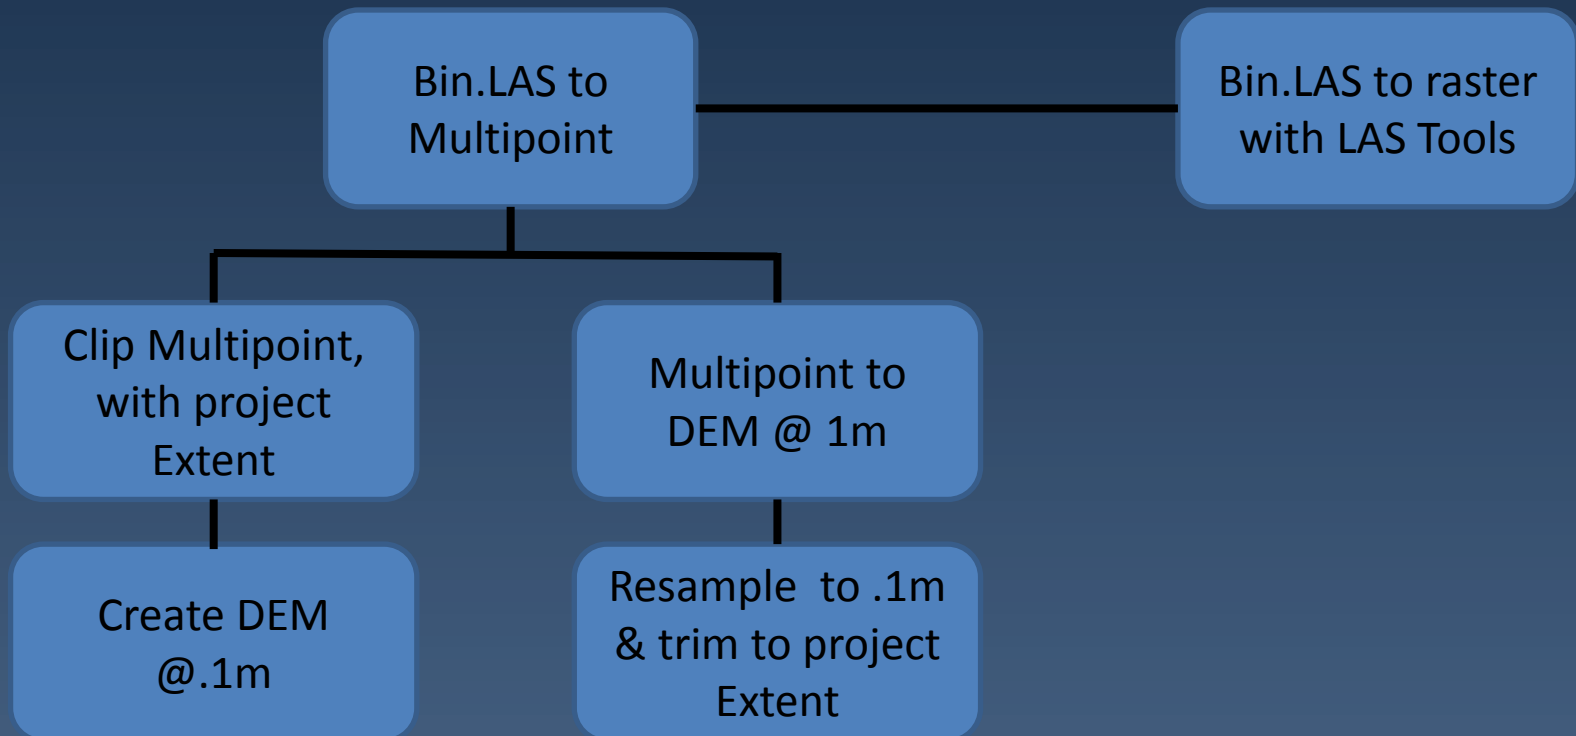 Bin.LAS to
Multipoint
Bin.LAS to raster
with LAS Tools
Clip Multipoint,
with project
Extent
Multipoint to
DEM @ 1m
Create DEM
@.1m
Resample  to .1m
& trim to project
Extent